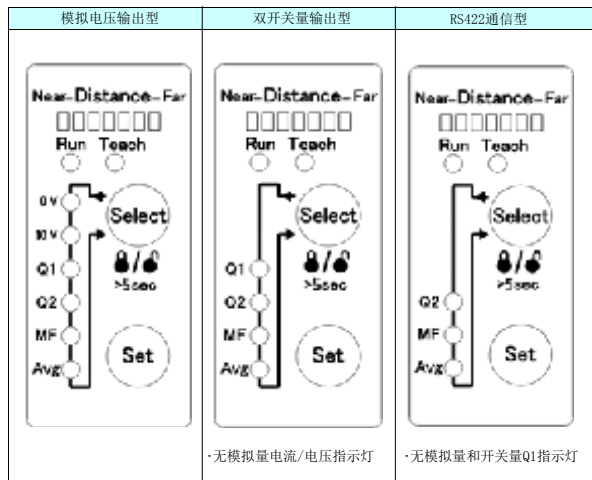 模拟电压输出型
Near-Distance-Far
Run Teach
0 V
10 V
Q1
Q2
MF
Avg
Select
>5sec
Set
双开关量输出型
Near-Distance-Far
Run Teach
Q1
Q2
MF
Avg
Select
>5sec
Set
·无模拟量电流/电压指示灯
RS422通信型
Near-Distance-Far
Run Teach
Q2
MF
Avg
Select
>5sec
Set
·无模拟量和开关量Q1指示灯